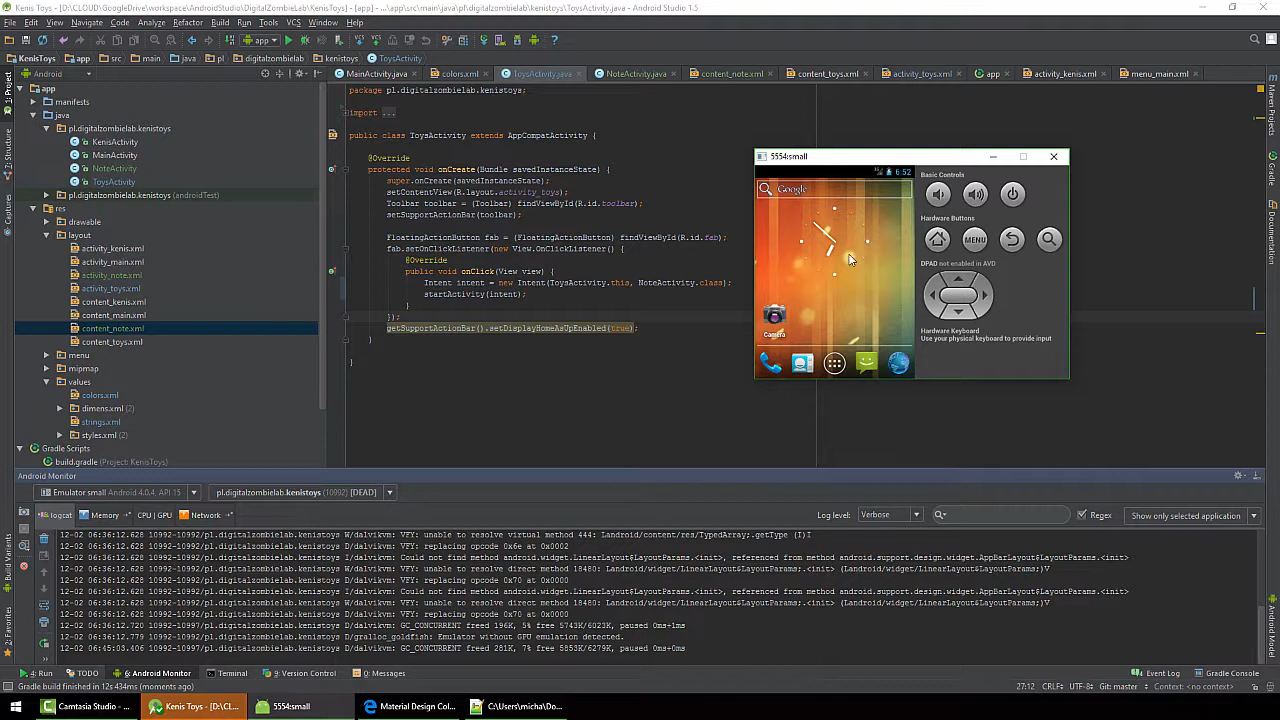 Kenis Toys - [D:\CLOUD\GoogleDrive\workspace\AndroidStudio\DigitalZombieLab\KenisToys] - [app] - ...\app\src\main\java\pl\digitalzombielab\kenistoys\ToysActivity.java - Android Studio 1.5
File Edit View Navigate Code Analyze Refactor Build Run Tools VCS Window Help
app
KenisToys app src main java pl digitalzombielab kenistoys ToysActivity
Android
MainActivity.java colors.xml ToysActivity.java NoteActivity.java content_note.xml content_toys.xml activity_toys.xml app activity_kenis.xml menu_main.xml
1: Project
7: Structure
Captures
Build Variants
2: Favorites
Maven Projects
Gradle
Android Model
app
manifests
java
pl.digitalzombielab.kenistoys
KenisActivity
MainActivity
NoteActivity
ToysActivity
pl.digitalzombielab.kenistoys (androidTest)
res
drawable
layout
activity_kenis.xml
activity_main.xml
activity_note.xml
activity_toys.xml
content_kenis.xml
content_main.xml
content_note.xml
content_toys.xml
menu
mipmap
values
colors.xml
dimens.xml (2)
strings.xml
styles.xml (2)
Gradle Scripts
build.gradle (Project: KenisToys)
package pl.digitalzombielab.kenistoys;
import ...
public class ToysActivity extends AppCompatActivity {
@Override
protected void onCreate(Bundle savedInstanceState) {
super.onCreate(savedInstanceState);
setContentView(R.layout.activity_toys);
Toolbar toolbar = (Toolbar) findViewById(R.id.toolbar);
setSupportActionBar(toolbar);
FloatingActionButton fab = (FloatingActionButton) findViewById(R.id.fab);
fab.setOnClickListener(new View.OnClickListener() {
@Override
public void onClick(View view) {
Intent intent = new Intent(ToysActivity.this, NoteActivity.class);
startActivity(intent);
}
});
getSupportActionBar().setDisplayHomeAsUpEnabled(true);
}
}
5554:small
6:52
Google
Camera
Basic Controls
Hardware Buttons
MENU
DPAD not enabled in AVD
Hardware Keyboard
Use your physical keyboard to provide input
Android Monitor
Emulator small Android 4.0.4, API 15 pl.digitalzombielab.kenistoys (10992) [DEAD]
logcat Memory CPU | GPU Network Log level: Verbose Regex Show only selected application
12-02 06:36:12.628 10992-10992/pl.digitalzombielab.kenistoys W/dalvikvm: VFY: unable to resolve virtual method 444: Landroid/content/res/TypedArray;.getType (I)I
12-02 06:36:12.628 10992-10992/pl.digitalzombielab.kenistoys D/dalvikvm: VFY: replacing opcode 0x6e at 0x0002
12-02 06:36:12.628 10992-10992/pl.digitalzombielab.kenistoys I/dalvikvm: Could not find method android.widget.LinearLayout$LayoutParams.<init>, referenced from method android.support.design.widget.AppBarLayout$LayoutParams.<init>
12-02 06:36:12.628 10992-10992/pl.digitalzombielab.kenistoys W/dalvikvm: VFY: unable to resolve direct method 18480: Landroid/widget/LinearLayout$LayoutParams;.<init> (Landroid/widget/LinearLayout$LayoutParams;)V
12-02 06:36:12.628 10992-10992/pl.digitalzombielab.kenistoys D/dalvikvm: VFY: replacing opcode 0x70 at 0x0000
12-02 06:36:12.628 10992-10992/pl.digitalzombielab.kenistoys I/dalvikvm: Could not find method android.widget.LinearLayout$LayoutParams.<init>, referenced from method android.support.design.widget.AppBarLayout$LayoutParams.<init>
12-02 06:36:12.628 10992-10992/pl.digitalzombielab.kenistoys W/dalvikvm: VFY: unable to resolve direct method 18480: Landroid/widget/LinearLayout$LayoutParams;.<init> (Landroid/widget/LinearLayout$LayoutParams;)V
12-02 06:36:12.628 10992-10992/pl.digitalzombielab.kenistoys D/dalvikvm: VFY: replacing opcode 0x70 at 0x0000
12-02 06:36:12.720 10992-10992/pl.digitalzombielab.kenistoys D/dalvikvm: GC_CONCURRENT freed 196K, 5% free 5743K/6023K, paused 0ms+1ms
12-02 06:36:12.779 10992-10992/pl.digitalzombielab.kenistoys D/gralloc_goldfish: Emulator without GPU emulation detected.
12-02 06:45:03.406 10992-10992/pl.digitalzombielab.kenistoys D/dalvikvm: GC_CONCURRENT freed 281K, 7% free 5853K/6279K, paused 0ms+0ms
4: Run TODO 6: Android Monitor Terminal 9: Version Control 0: Messages Event Log Gradle Console
Gradle build finished in 12s 434ms (moments ago) 27:12 CRLF UTF-8 Git: master Context: <no context>
Camtasia Studio - ... Kenis Toys - [D:\CL... 5554:small Material Design Col... C:\Users\micha\Do...